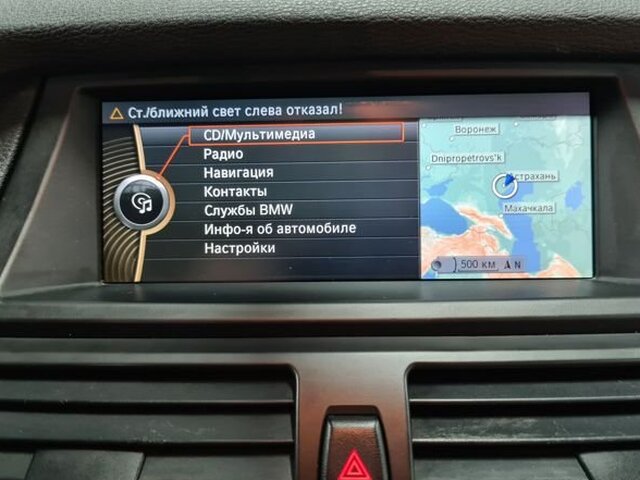 Ст./ближний свет слева отказал!
CD/Мультимедиа
Радио
Навигация
Контакты
Службы BMW
Инфо-я об автомобиле
Настройки
Воронеж
Dnipropetrovs'k
Астрахань
Махачкала
500 км
N